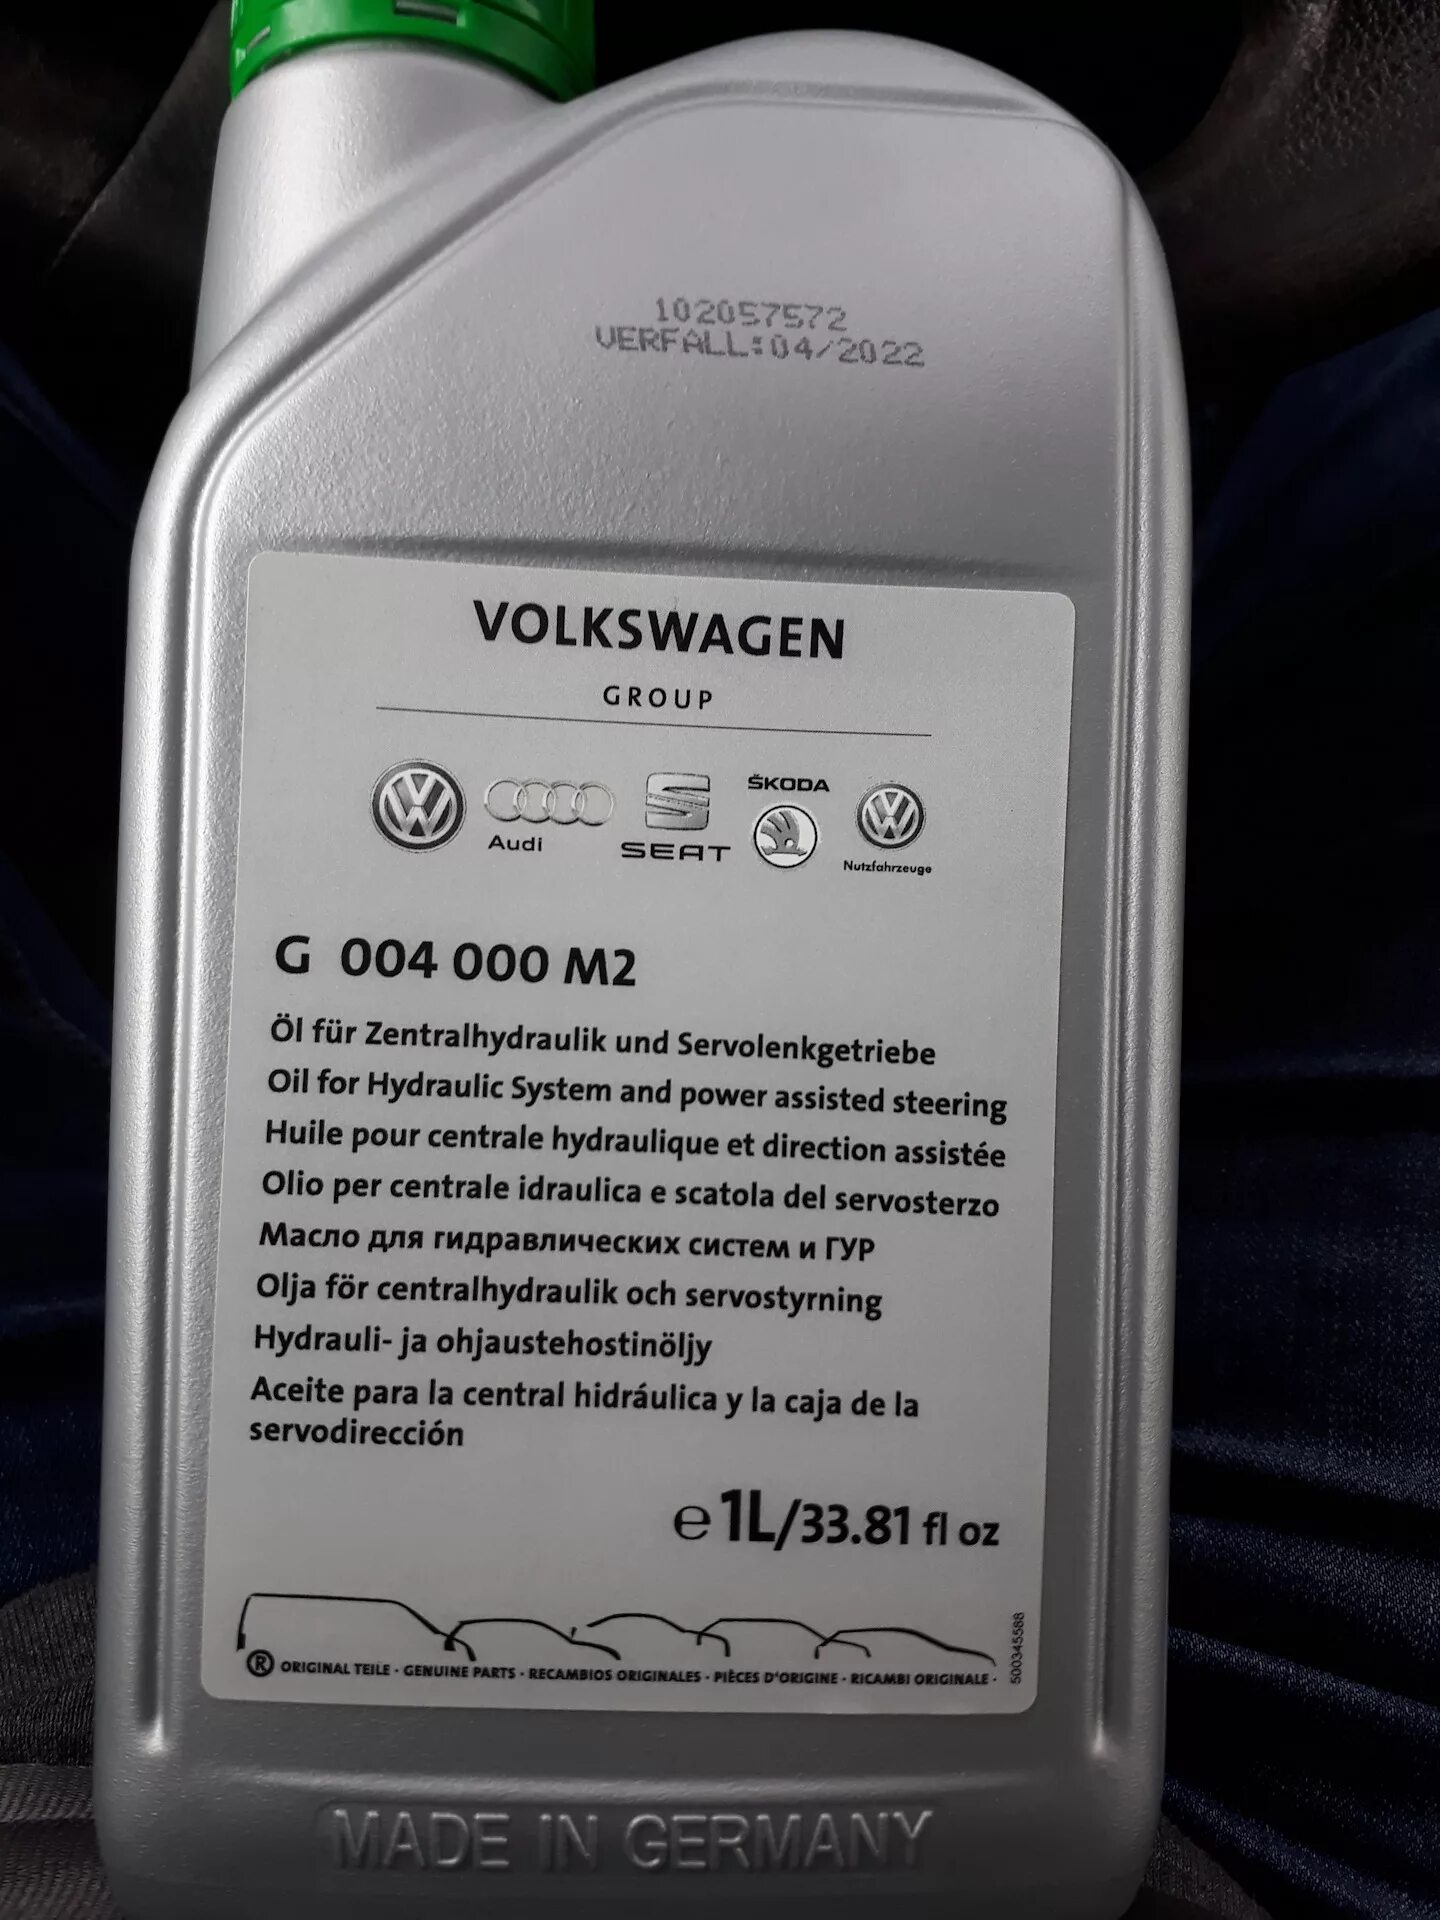 102057572
VERFALL:04/2022
VOLKSWAGEN
GROUP
Audi
SEAT
ŠKODA
Nutzfahrzeuge
G 004 000 M2
Öl für Zentralhydraulik und Servolenkgetriebe
Oil for Hydraulic System and power assisted steering
Huile pour centrale hydraulique et direction assistée
Olio per centrale idraulica e scatola del servosterzo
Масло для гидравлических систем и ГУР
Olja för centralhydraulik och servostyrning
Hydrauli- ja ohjaustehostinöljy
Aceite para la central hidráulica y la caja de la
servodirección
℮ 1L/33.81 fl oz
® ORIGINAL TEILE · GENUINE PARTS · RECAMBIOS ORIGINALES · PIÈCES D'ORIGINE · RICAMBI ORIGINALE ·
500345588
MADE IN GERMANY